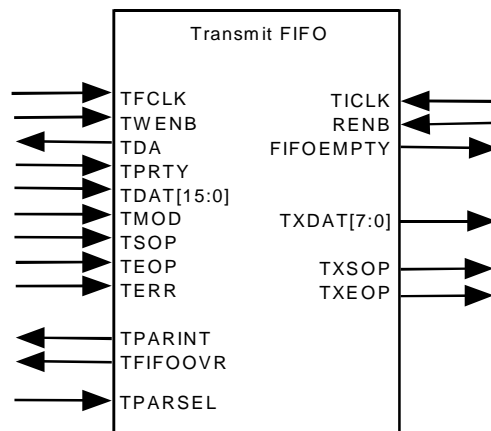 Transmit FIFO
TFCLK
TWENB
TDA
TPRTY
TDAT[15:0]
TMOD
TSOP
TEOP
TERR
TPARINT
TFIFOOVR
TPARSEL
TICLK
RENB
FIFOEMPTY
TXDAT[7:0]
TXSOP
TXEOP